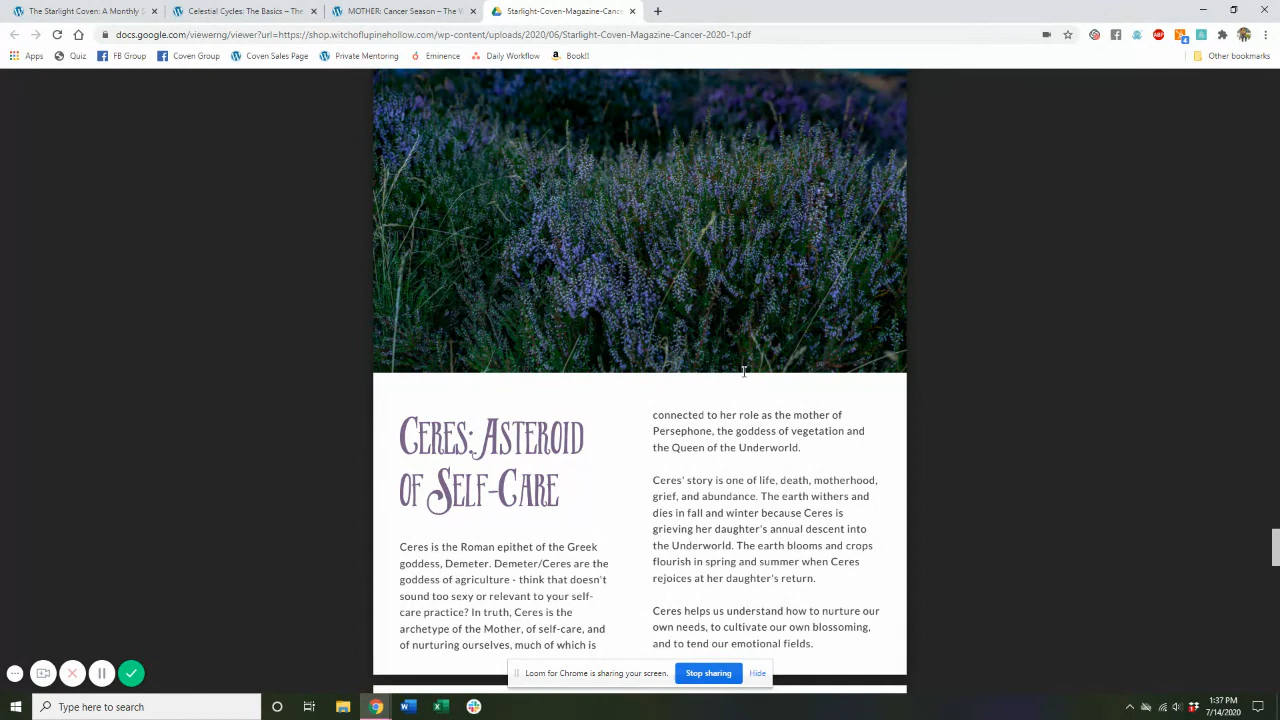 The Starlight Coven: A Monthly S
Celestial Cycles: The Basics – The
MOTHER: Cancer Season – The W
Starlight-Coven-Magazine-Cancer
docs.google.com/viewerng/viewer?url=https://shop.witchoflupinehollow.com/wp-content/uploads/2020/06/Starlight-Coven-Magazine-Cancer-2020-1.pdf
Apps
Quiz
FB Group
Coven Group
Coven Sales Page
Private Mentoring
Eminence
Daily Workflow
Book!!
Other bookmarks
Ceres: Asteroid
of Self-Care
Ceres is the Roman epithet of the Greek
goddess, Demeter. Demeter/Ceres are the
goddess of agriculture - think that doesn't
sound too sexy or relevant to your self-
care practice? In truth, Ceres is the
archetype of the Mother, of self-care, and
of nurturing ourselves, much of which is
connected to her role as the mother of
Persephone, the goddess of vegetation and
the Queen of the Underworld.
Ceres' story is one of life, death, motherhood,
grief, and abundance. The earth withers and
dies in fall and winter because Ceres is
grieving her daughter's annual descent into
the Underworld. The earth blooms and crops
flourish in spring and summer when Ceres
rejoices at her daughter's return.
Ceres helps us understand how to nurture our
own needs, to cultivate our own blossoming,
and to tend our emotional fields.
Loom for Chrome is sharing your screen.
Stop sharing
Hide
Type here to search
1:37 PM
7/14/2020